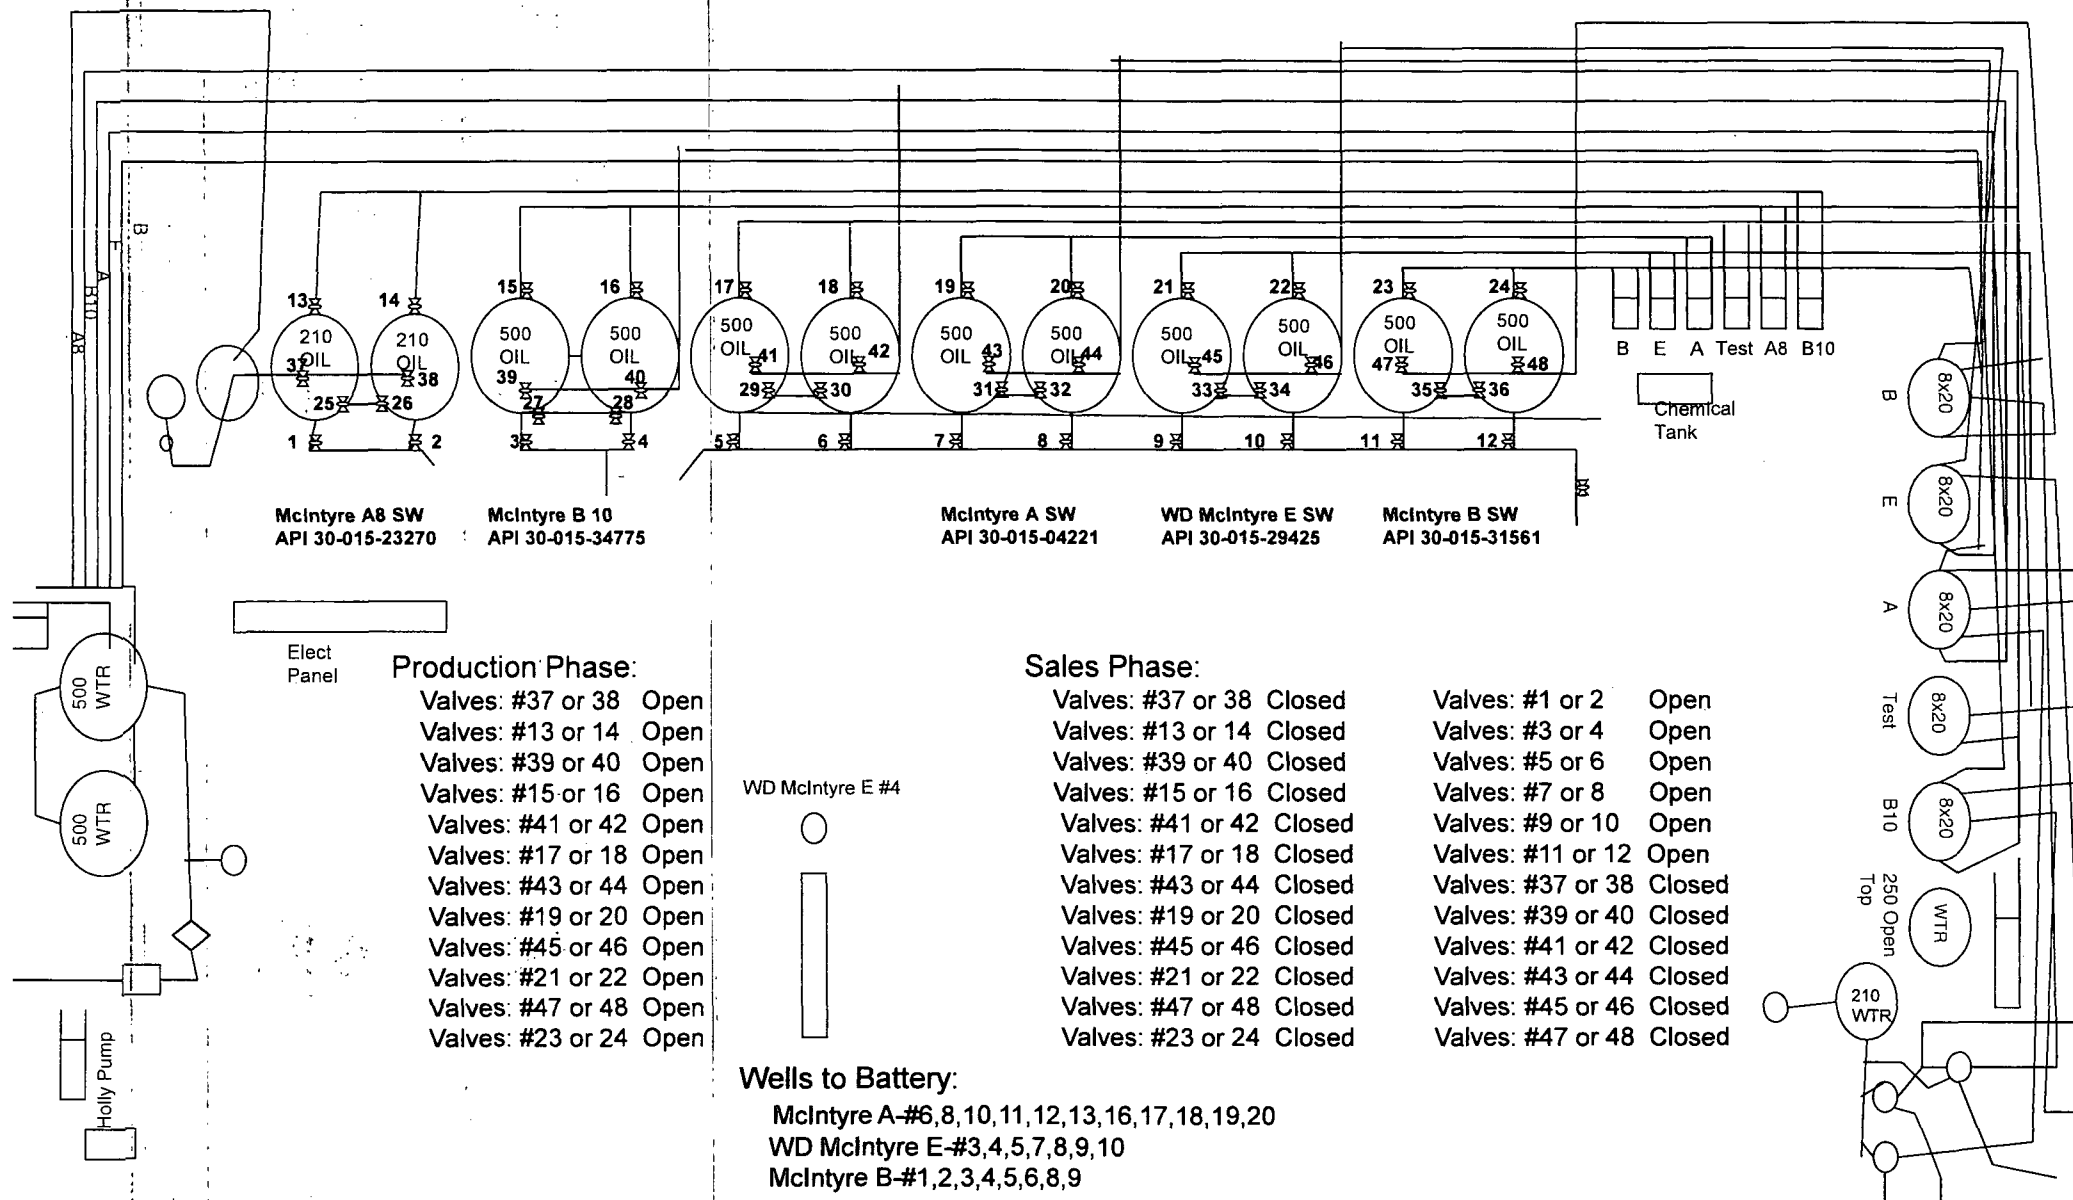 B
A
B10
A8
13
14
15
16
17
18
19
20
21
22
23
24
210
OIL
210
OIL
500
OIL
500
OIL
500
OIL
500
OIL
500
OIL
500
OIL
500
OIL
500
OIL
500
OIL
500
OIL
37
38
39
40
41
42
43
44
45
46
47
48
25
26
27
28
29
30
31
32
33
34
35
36
1
2
3
4
5
6
7
8
9
10
11
12
B E A Test A8 B10
Chemical
Tank
McIntyre A8 SW
API 30-015-23270
McIntyre B 10
API 30-015-34775
McIntyre A SW
API 30-015-04221
WD McIntyre E SW
API 30-015-29425
McIntyre B SW
API 30-015-31561
B
8x20
E
8x20
A
8x20
Test
8x20
B10
8x20
250 Open
Top
WTR
210
WTR
Elect
Panel
500
WTR
500
WTR
Holly Pump
Production Phase:
Valves: #37 or 38 Open
Valves: #13 or 14 Open
Valves: #39 or 40 Open
Valves: #15 or 16 Open
Valves: #41 or 42 Open
Valves: #17 or 18 Open
Valves: #43 or 44 Open
Valves: #19 or 20 Open
Valves: #45 or 46 Open
Valves: #21 or 22 Open
Valves: #47 or 48 Open
Valves: #23 or 24 Open
WD McIntyre E #4
Sales Phase:
Valves: #37 or 38 Closed
Valves: #13 or 14 Closed
Valves: #39 or 40 Closed
Valves: #15 or 16 Closed
Valves: #41 or 42 Closed
Valves: #17 or 18 Closed
Valves: #43 or 44 Closed
Valves: #19 or 20 Closed
Valves: #45 or 46 Closed
Valves: #21 or 22 Closed
Valves: #47 or 48 Closed
Valves: #23 or 24 Closed
Valves: #1 or 2 Open
Valves: #3 or 4 Open
Valves: #5 or 6 Open
Valves: #7 or 8 Open
Valves: #9 or 10 Open
Valves: #11 or 12 Open
Valves: #37 or 38 Closed
Valves: #39 or 40 Closed
Valves: #41 or 42 Closed
Valves: #43 or 44 Closed
Valves: #45 or 46 Closed
Valves: #47 or 48 Closed
Wells to Battery:
McIntyre A-#6,8,10,11,12,13,16,17,18,19,20
WD McIntyre E-#3,4,5,7,8,9,10
McIntyre B-#1,2,3,4,5,6,8,9